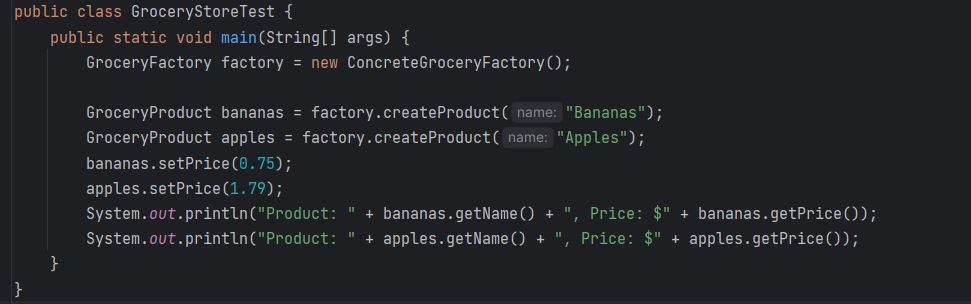 public class GroceryStoreTest {
    public static void main(String[] args) {
        GroceryFactory factory = new ConcreteGroceryFactory();

        GroceryProduct bananas = factory.createProduct( name: "Bananas");
        GroceryProduct apples = factory.createProduct( name: "Apples");
        bananas.setPrice(0.75);
        apples.setPrice(1.79);
        System.out.println("Product: " + bananas.getName() + ", Price: $" + bananas.getPrice());
        System.out.println("Product: " + apples.getName() + ", Price: $" + apples.getPrice());
    }
}